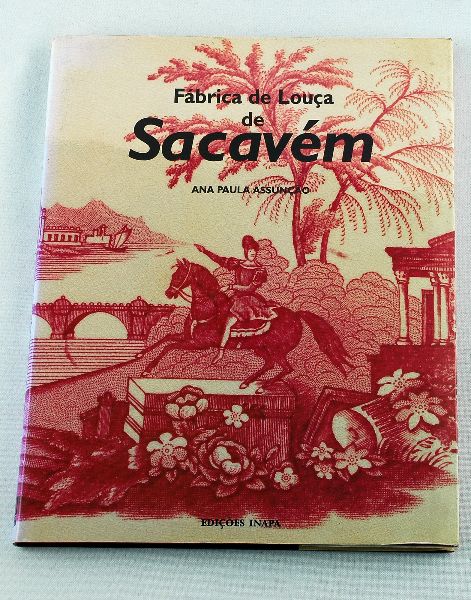 Fábrica de Louça
de
Sacavém
ANA PAULA ASSUNÇÃO
EDIÇÕES INAPA